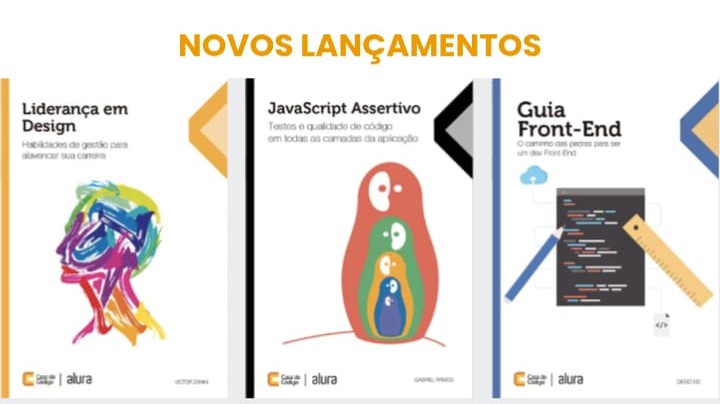 NOVOS LANÇAMENTOS
Liderança em
Design
Habilidades de gestão para
alavancar sua carreira
Casa do
Código
alura
VICTOR ZANINI
JavaScript Assertivo
Testes e qualidade de código
em todas as camadas da aplicação
Casa do
Código
alura
GABRIEL RAMOS
Guia
Front-End
O caminho das pedras para ser
um dev Front-End
</>
Casa do
Código
alura
DIEGO EIS